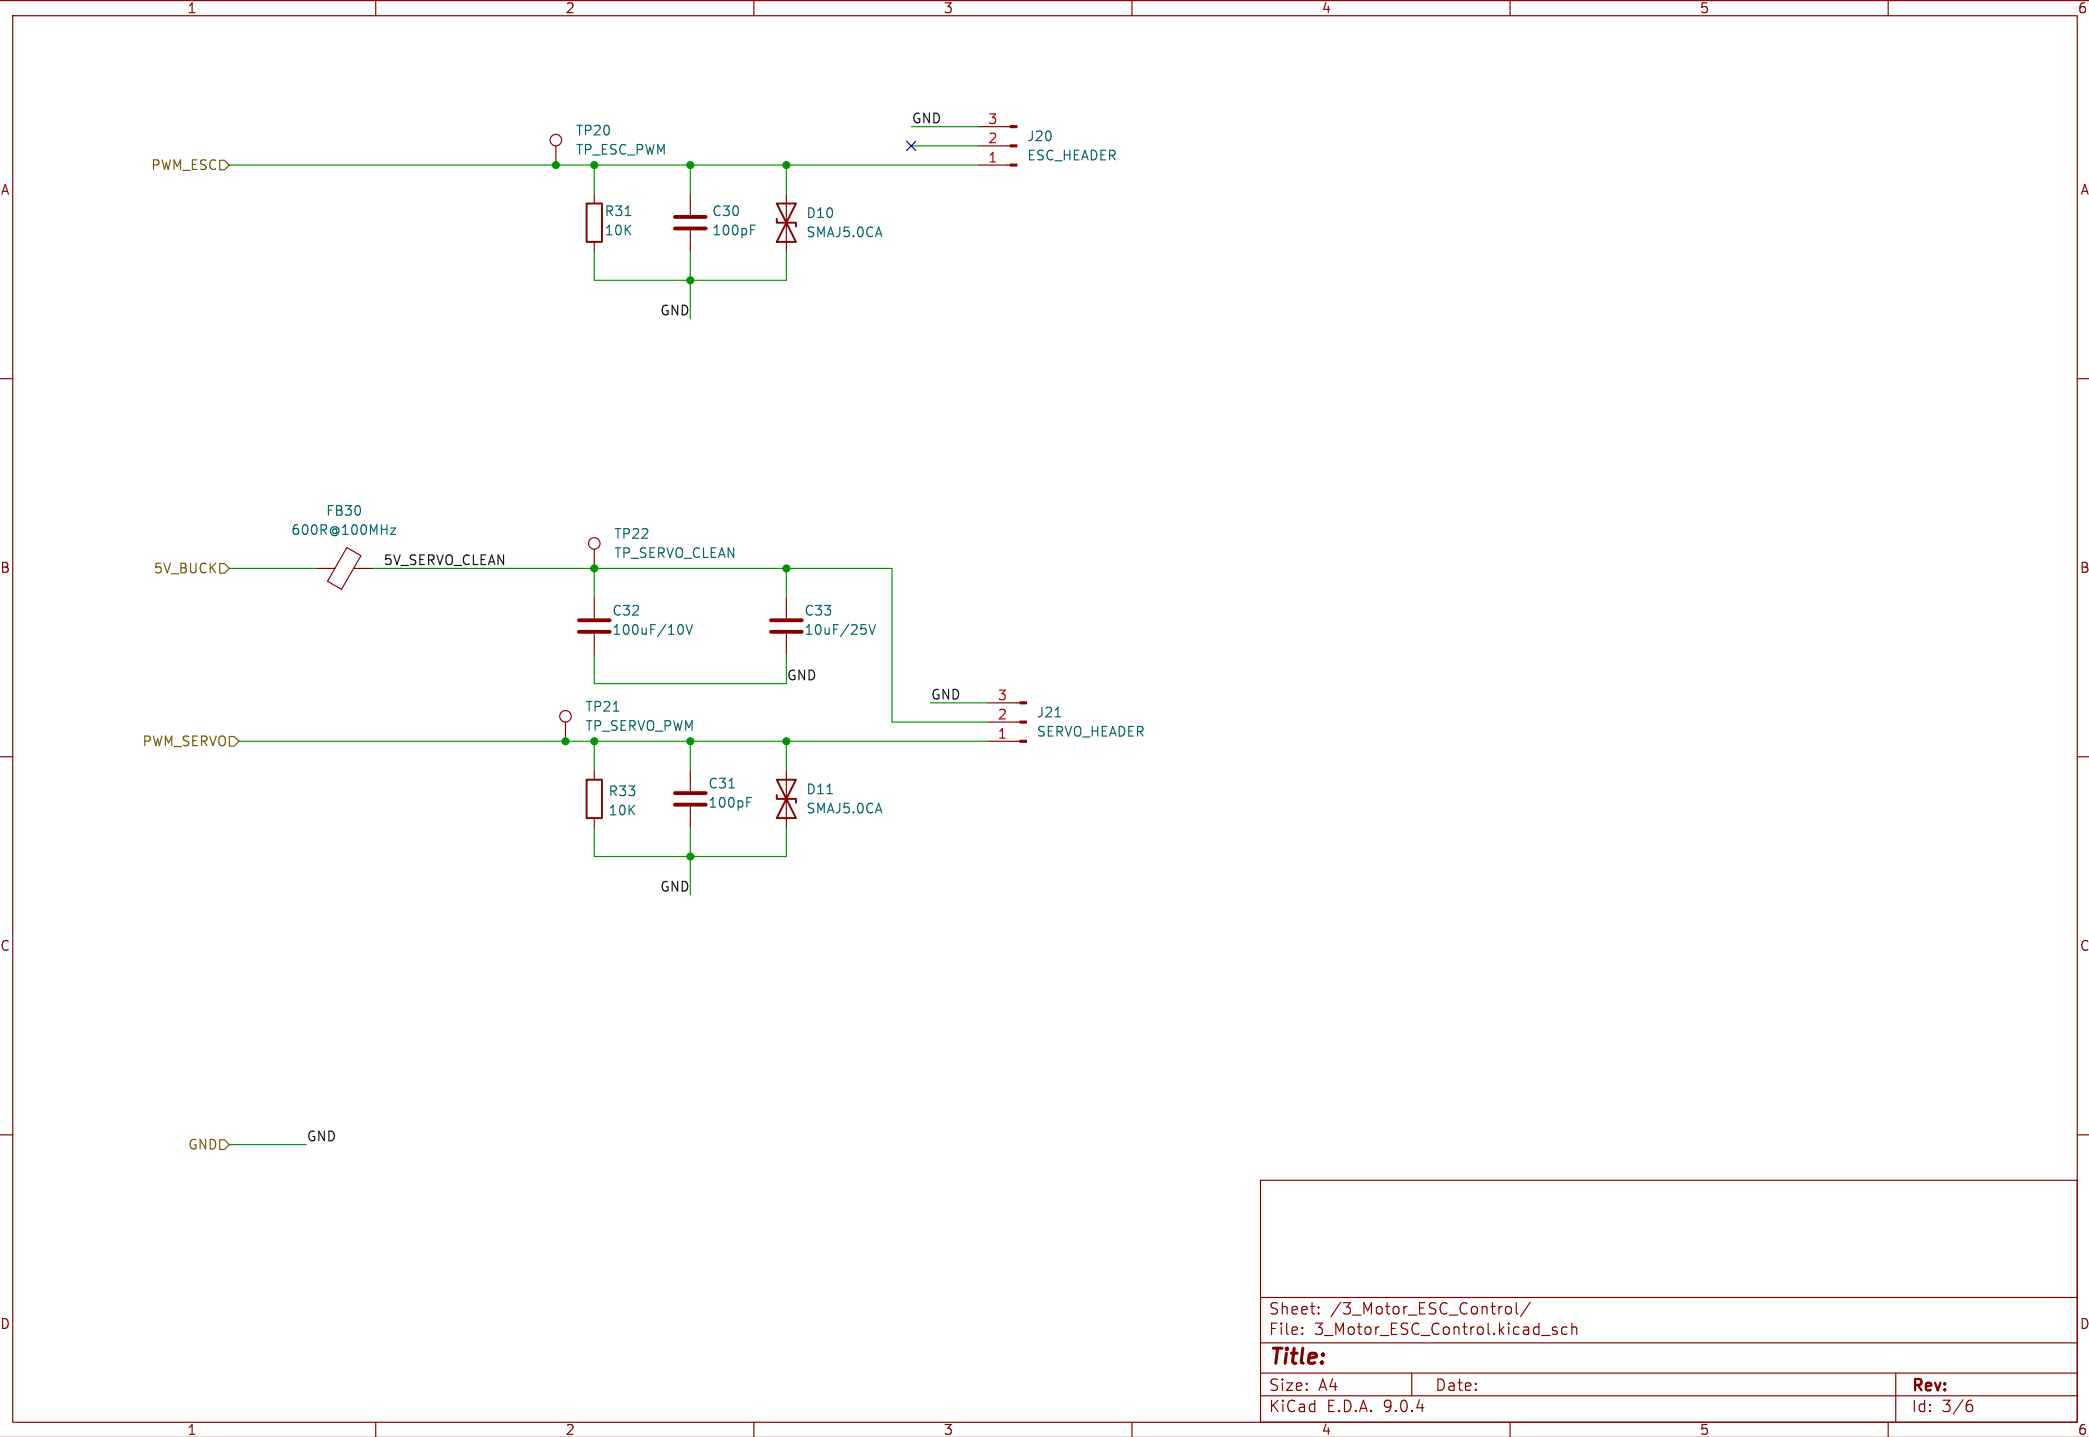 1 2 3 4 5 6
A A
B B
C C
D D
TP20
TP_ESC_PWM
PWM_ESC
GND
3
2
1
J20
ESC_HEADER
R31
10K
C30
100pF
D10
SMAJ5.0CA
GND
FB30
600R@100MHz
5V_BUCK
5V_SERVO_CLEAN
TP22
TP_SERVO_CLEAN
C32
100uF/10V
C33
10uF/25V
GND
GND
3
2
1
J21
SERVO_HEADER
TP21
TP_SERVO_PWM
PWM_SERVO
R33
10K
C31
100pF
D11
SMAJ5.0CA
GND
GND
GND
Sheet: /3_Motor_ESC_Control/
File: 3_Motor_ESC_Control.kicad_sch
Title:
Size: A4
Date:
Rev:
KiCad E.D.A. 9.0.4
Id: 3/6
1 2 3 4 5 6